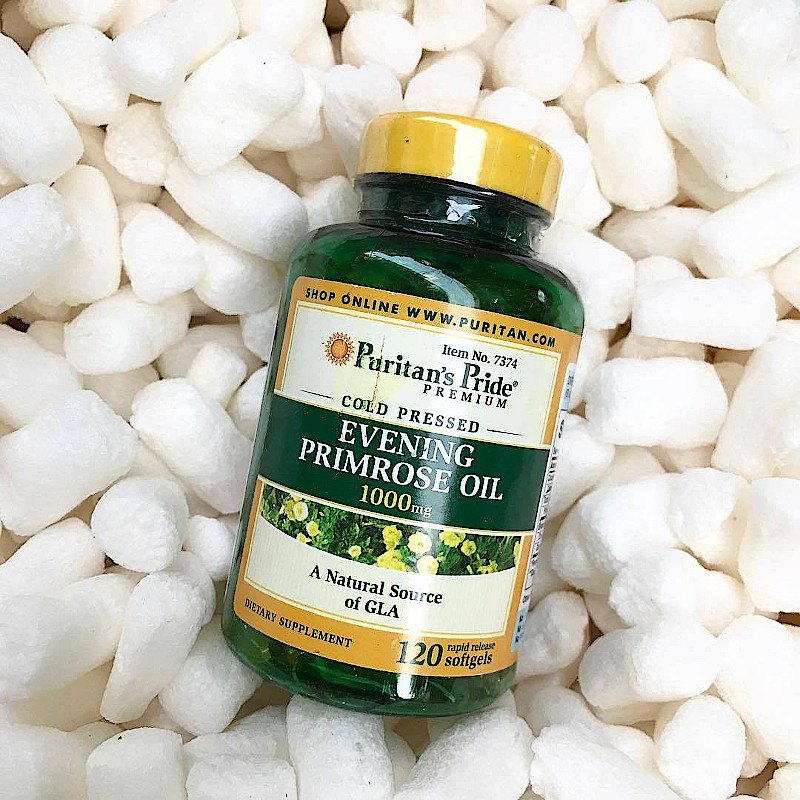 SHOP ONLINE WWW.PURITAN.COM
Item No. 7374
Puritan's Pride®
PREMIUM
COLD PRESSED
EVENING
PRIMROSE OIL
1000mg
A Natural Source
of GLA
DIETARY SUPPLEMENT
120 rapid release
softgels